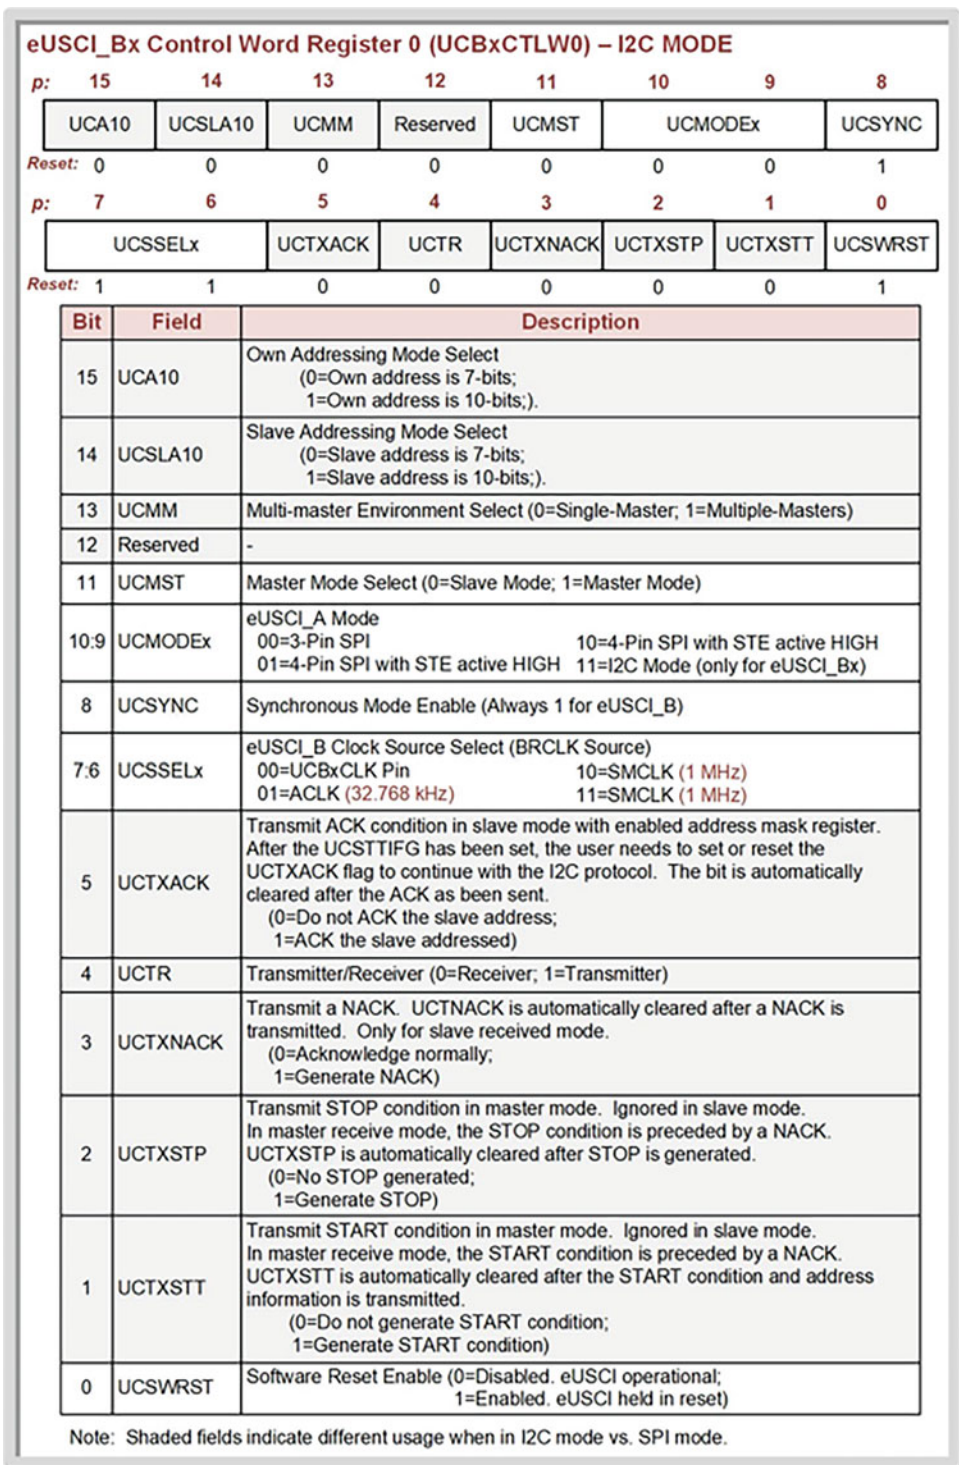 eUSCI_Bx Control Word Register 0 (UCBxCTLW0) – I2C MODE
p: 15 14 13 12 11 10 9 8
UCA10 UCSLA10 UCMM Reserved UCMST UCMODEx UCSYNC
Reset: 0 0 0 0 0 0 0 1
p: 7 6 5 4 3 2 1 0
UCSSELx UCTXACK UCTR UCTXNACK UCTXSTP UCTXSTT UCSWRST
Reset: 1 1 0 0 0 0 0 1
Bit Field Description
15 UCA10 Own Addressing Mode Select
(0=Own address is 7-bits;
1=Own address is 10-bits;).
14 UCSLA10 Slave Addressing Mode Select
(0=Slave address is 7-bits;
1=Slave address is 10-bits;).
13 UCMM Multi-master Environment Select (0=Single-Master; 1=Multiple-Masters)
12 Reserved -
11 UCMST Master Mode Select (0=Slave Mode; 1=Master Mode)
10:9 UCMODEx eUSCI_A Mode
00=3-Pin SPI 10=4-Pin SPI with STE active HIGH
01=4-Pin SPI with STE active HIGH 11=I2C Mode (only for eUSCI_Bx)
8 UCSYNC Synchronous Mode Enable (Always 1 for eUSCI_B)
7:6 UCSSELx eUSCI_B Clock Source Select (BRCLK Source)
00=UCBxCLK Pin 10=SMCLK (1 MHz)
01=ACLK (32.768 kHz) 11=SMCLK (1 MHz)
5 UCTXACK Transmit ACK condition in slave mode with enabled address mask register.
After the UCSTTIFG has been set, the user needs to set or reset the
UCTXACK flag to continue with the I2C protocol. The bit is automatically
cleared after the ACK as been sent.
(0=Do not ACK the slave address;
1=ACK the slave addressed)
4 UCTR Transmitter/Receiver (0=Receiver; 1=Transmitter)
3 UCTXNACK Transmit a NACK. UCTNACK is automatically cleared after a NACK is
transmitted. Only for slave received mode.
(0=Acknowledge normally;
1=Generate NACK)
2 UCTXSTP Transmit STOP condition in master mode. Ignored in slave mode.
In master receive mode, the STOP condition is preceded by a NACK.
UCTXSTP is automatically cleared after STOP is generated.
(0=No STOP generated;
1=Generate STOP)
1 UCTXSTT Transmit START condition in master mode. Ignored in slave mode.
In master receive mode, the START condition is preceded by a NACK.
UCTXSTT is automatically cleared after the START condition and address
information is transmitted.
(0=Do not generate START condition;
1=Generate START condition)
0 UCSWRST Software Reset Enable (0=Disabled. eUSCI operational;
1=Enabled. eUSCI held in reset)
Note: Shaded fields indicate different usage when in I2C mode vs. SPI mode.